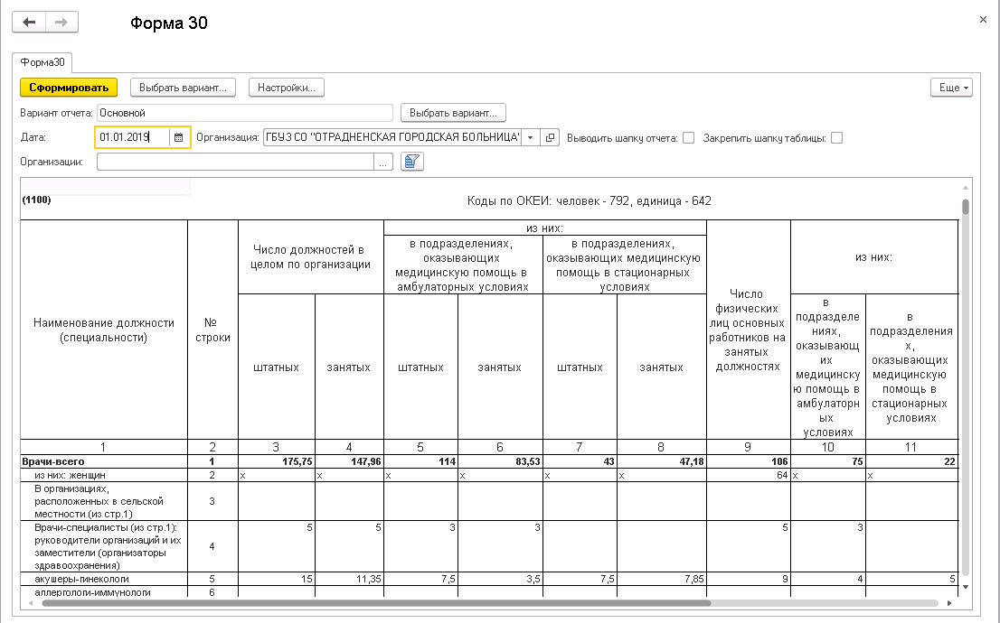 Форма 30
Форма30
Сформировать
Выбрать вариант...
Настройки...
Еще
Вариант отчета:
Основной
Выбрать вариант...
Дата:
01.01.2019
Организация:
ГБУЗ СО "ОТРАДНЕНСКАЯ ГОРОДСКАЯ БОЛЬНИЦА"
Выводить шапку отчета:
Закрепить шапку таблицы:
Организации:
...
(1100)
Коды по ОКЕИ: человек - 792, единица - 642
Наименование должности
(специальности)
№
строки
Число должностей в
целом по организации
из них:
в подразделениях,
оказывающих
медицинскую помощь в
амбулаторных условиях
в подразделениях,
оказывающих медицинскую
помощь в стационарных
условиях
штатных
занятых
штатных
занятых
штатных
занятых
Число
физических
лиц основных
работников на
занятых
должностях
из них:
в
подразделе
ниях,
оказывающ
их
медицинску
ю помощь в
амбулаторн
ых
условиях
в
подразделения
х,
оказывающих
медицинскую
помощь в
стационарных
условиях
1 2 3 4 5 6 7 8 9 10 11
Врачи-всего 1 175,75 147,96 114 83,53 43 47,18 106 75 22
из них: женщин 2 x x x x x x 64 x x
В организациях,
расположенных в сельской
местности (из стр.1)
3
Врачи-специалисты (из стр.1):
руководители организаций и их
заместители (организаторы
здравоохранения)
4 5 5 3 3 5 3
акушеры-гинекологи 5 15 11,35 7,5 3,5 7,5 7,85 9 4 5
аллергологи-иммунологи 6